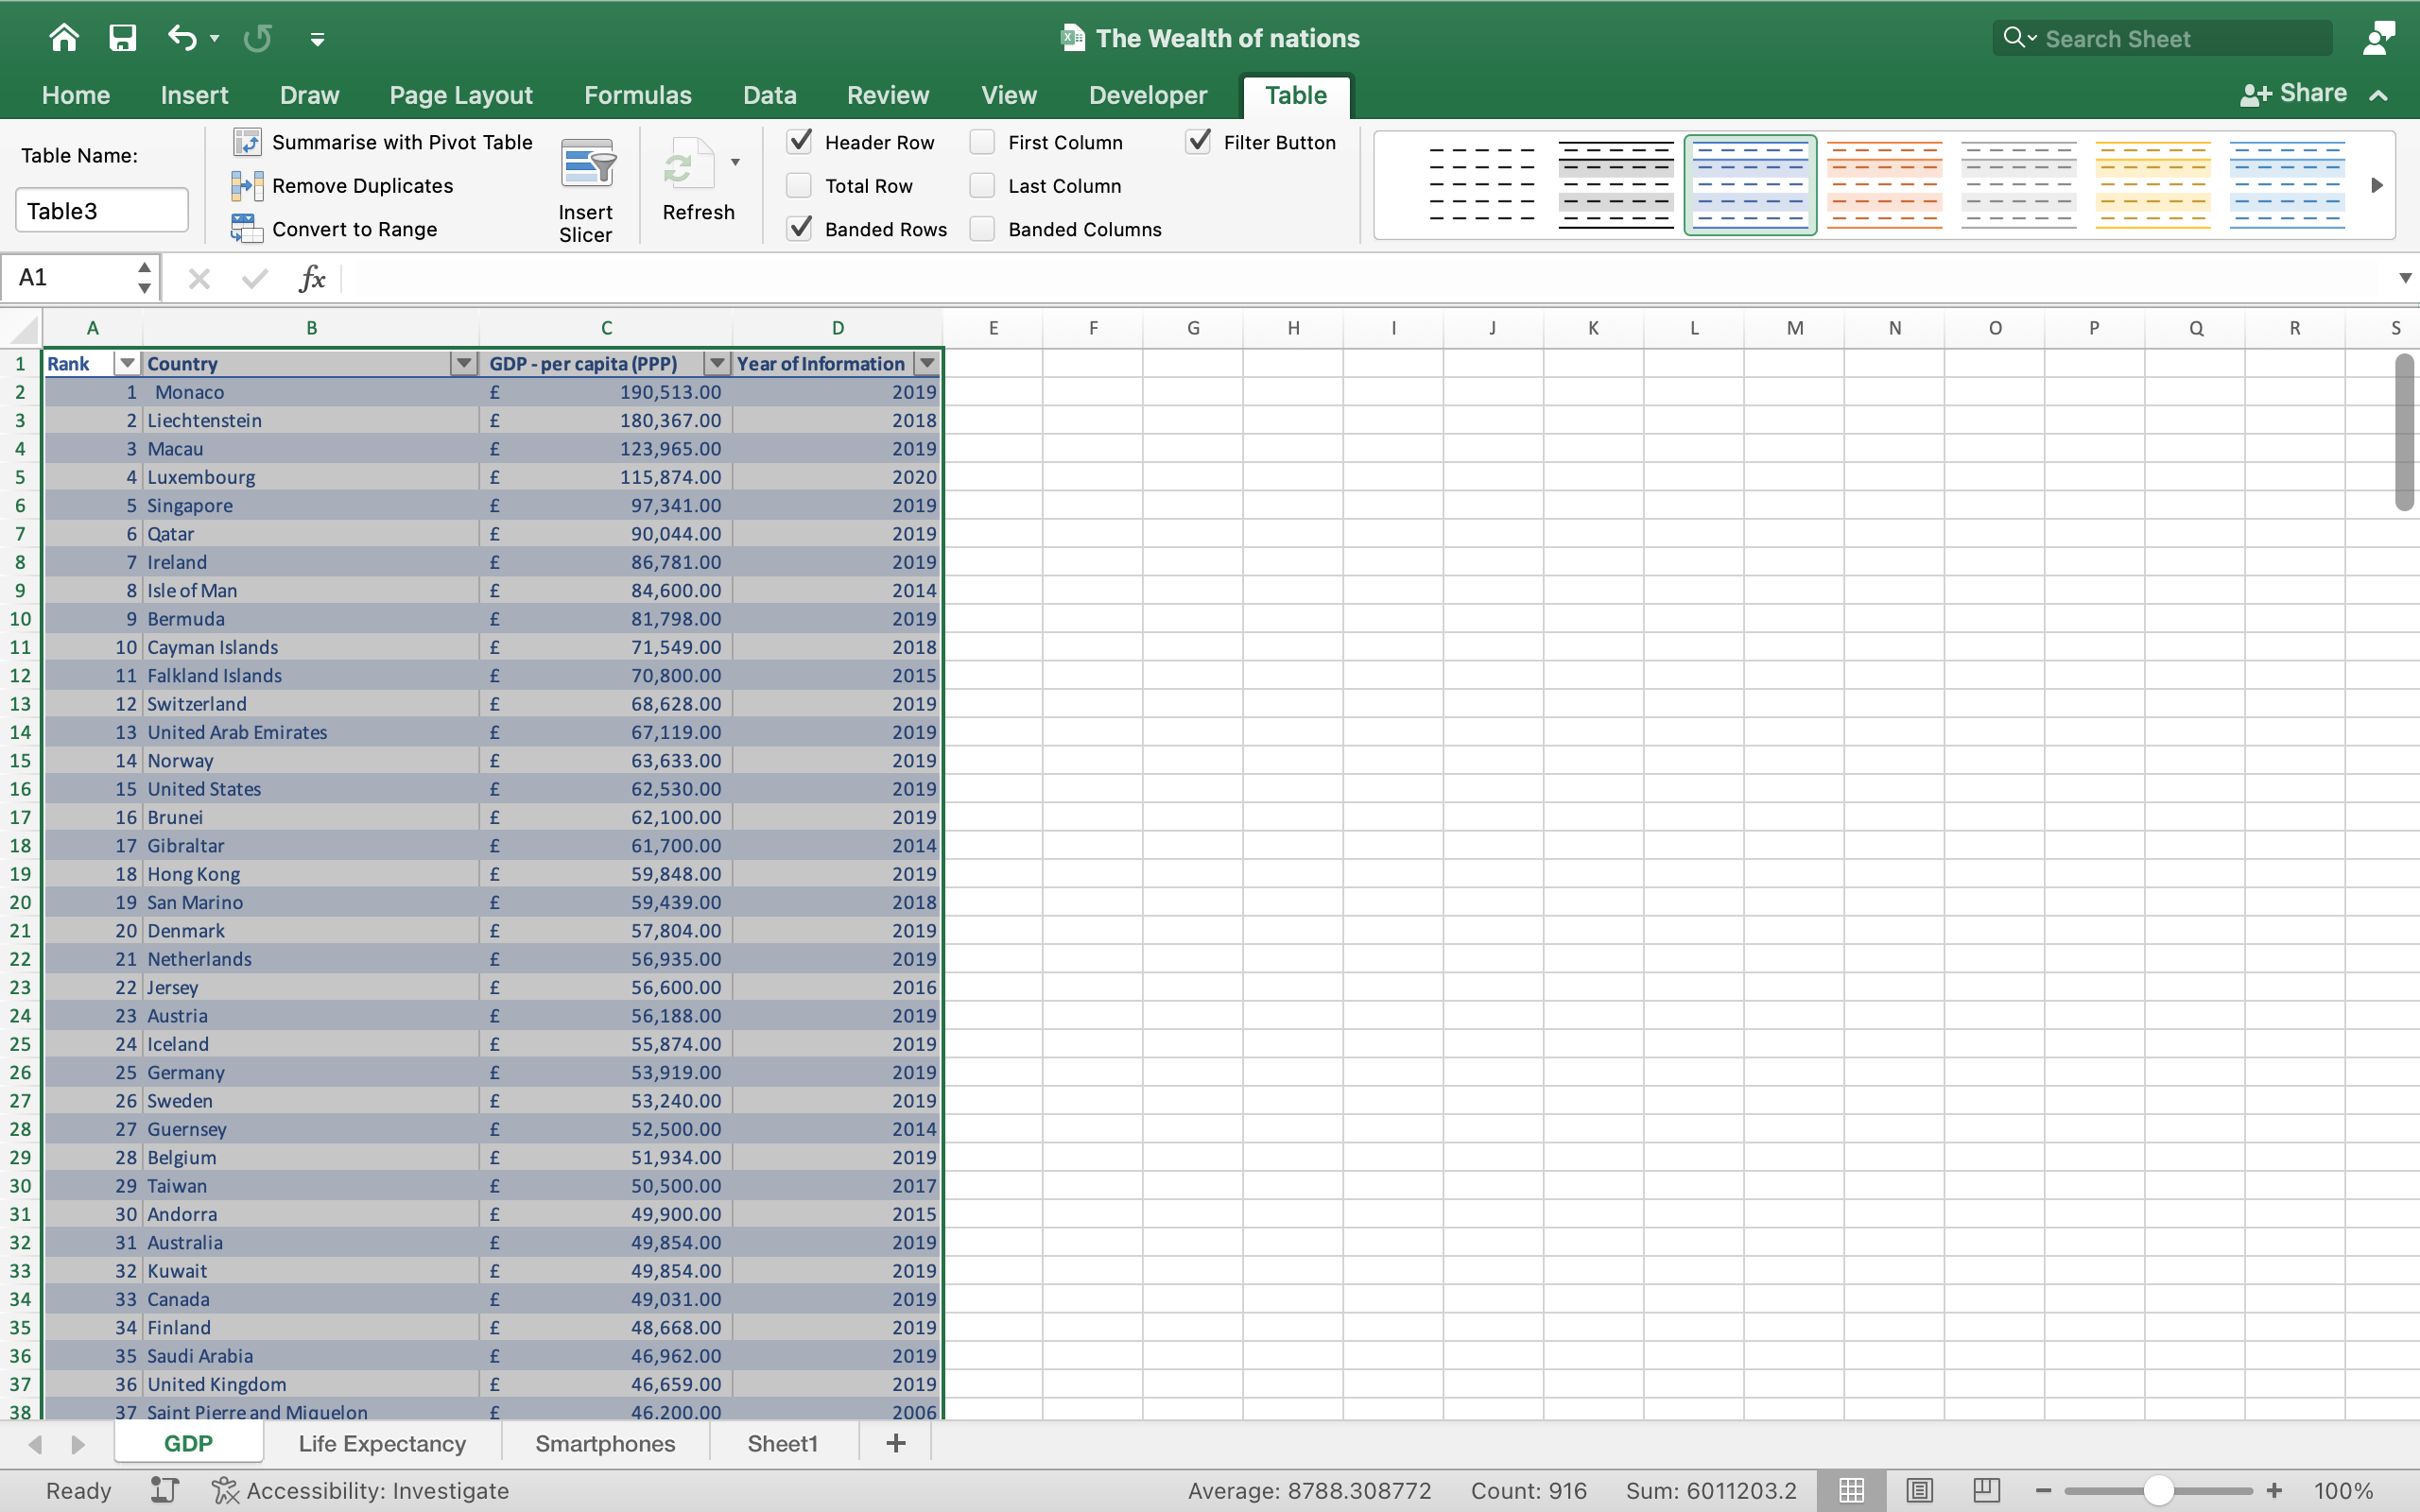 The Wealth of nations
Search Sheet
Home Insert Draw Page Layout Formulas Data Review View Developer Table Share
Table Name:
Table3
Summarise with Pivot Table
Remove Duplicates
Convert to Range
Insert
Slicer
Refresh
Header Row First Column Filter Button
Total Row Last Column
Banded Rows Banded Columns
A1 fx
A B C D E F G H I J K L M N O P Q R S
1 Rank Country GDP - per capita (PPP) Year of Information
2 1 Monaco £ 190,513.00 2019
3 2 Liechtenstein £ 180,367.00 2018
4 3 Macau £ 123,965.00 2019
5 4 Luxembourg £ 115,874.00 2020
6 5 Singapore £ 97,341.00 2019
7 6 Qatar £ 90,044.00 2019
8 7 Ireland £ 86,781.00 2019
9 8 Isle of Man £ 84,600.00 2014
10 9 Bermuda £ 81,798.00 2019
11 10 Cayman Islands £ 71,549.00 2018
12 11 Falkland Islands £ 70,800.00 2015
13 12 Switzerland £ 68,628.00 2019
14 13 United Arab Emirates £ 67,119.00 2019
15 14 Norway £ 63,633.00 2019
16 15 United States £ 62,530.00 2019
17 16 Brunei £ 62,100.00 2019
18 17 Gibraltar £ 61,700.00 2014
19 18 Hong Kong £ 59,848.00 2019
20 19 San Marino £ 59,439.00 2018
21 20 Denmark £ 57,804.00 2019
22 21 Netherlands £ 56,935.00 2019
23 22 Jersey £ 56,600.00 2016
24 23 Austria £ 56,188.00 2019
25 24 Iceland £ 55,874.00 2019
26 25 Germany £ 53,919.00 2019
27 26 Sweden £ 53,240.00 2019
28 27 Guernsey £ 52,500.00 2014
29 28 Belgium £ 51,934.00 2019
30 29 Taiwan £ 50,500.00 2017
31 30 Andorra £ 49,900.00 2015
32 31 Australia £ 49,854.00 2019
33 32 Kuwait £ 49,854.00 2019
34 33 Canada £ 49,031.00 2019
35 34 Finland £ 48,668.00 2019
36 35 Saudi Arabia £ 46,962.00 2019
37 36 United Kingdom £ 46,659.00 2019
38 37 Saint Pierre and Miquelon £ 46,200.00 2006
GDP Life Expectancy Smartphones Sheet1 +
Ready Accessibility: Investigate Average: 8788.308772 Count: 916 Sum: 6011203.2 100%